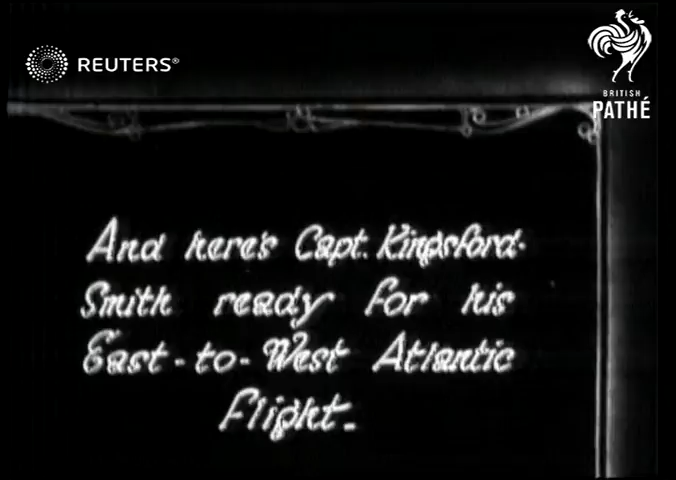 REUTERS®
BRITISH
PATHÉ
And here's Capt. Kingsford-
Smith ready for his
East-to-West Atlantic
flight.